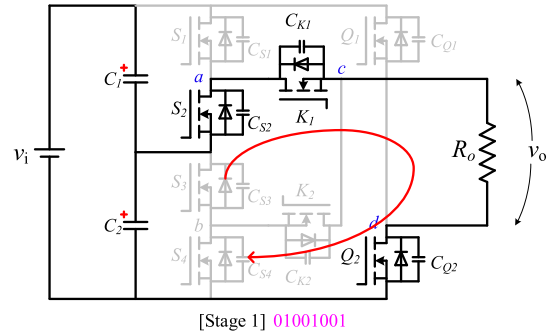 S1
CS1
CK1
Q1
CQ1
a
c
C1
S2
CS2
K1
vi
Ro
vo
S3
CS3
K2
C2
b
d
S4
CS4
CK2
Q2
CQ2
[Stage 1] 01001001